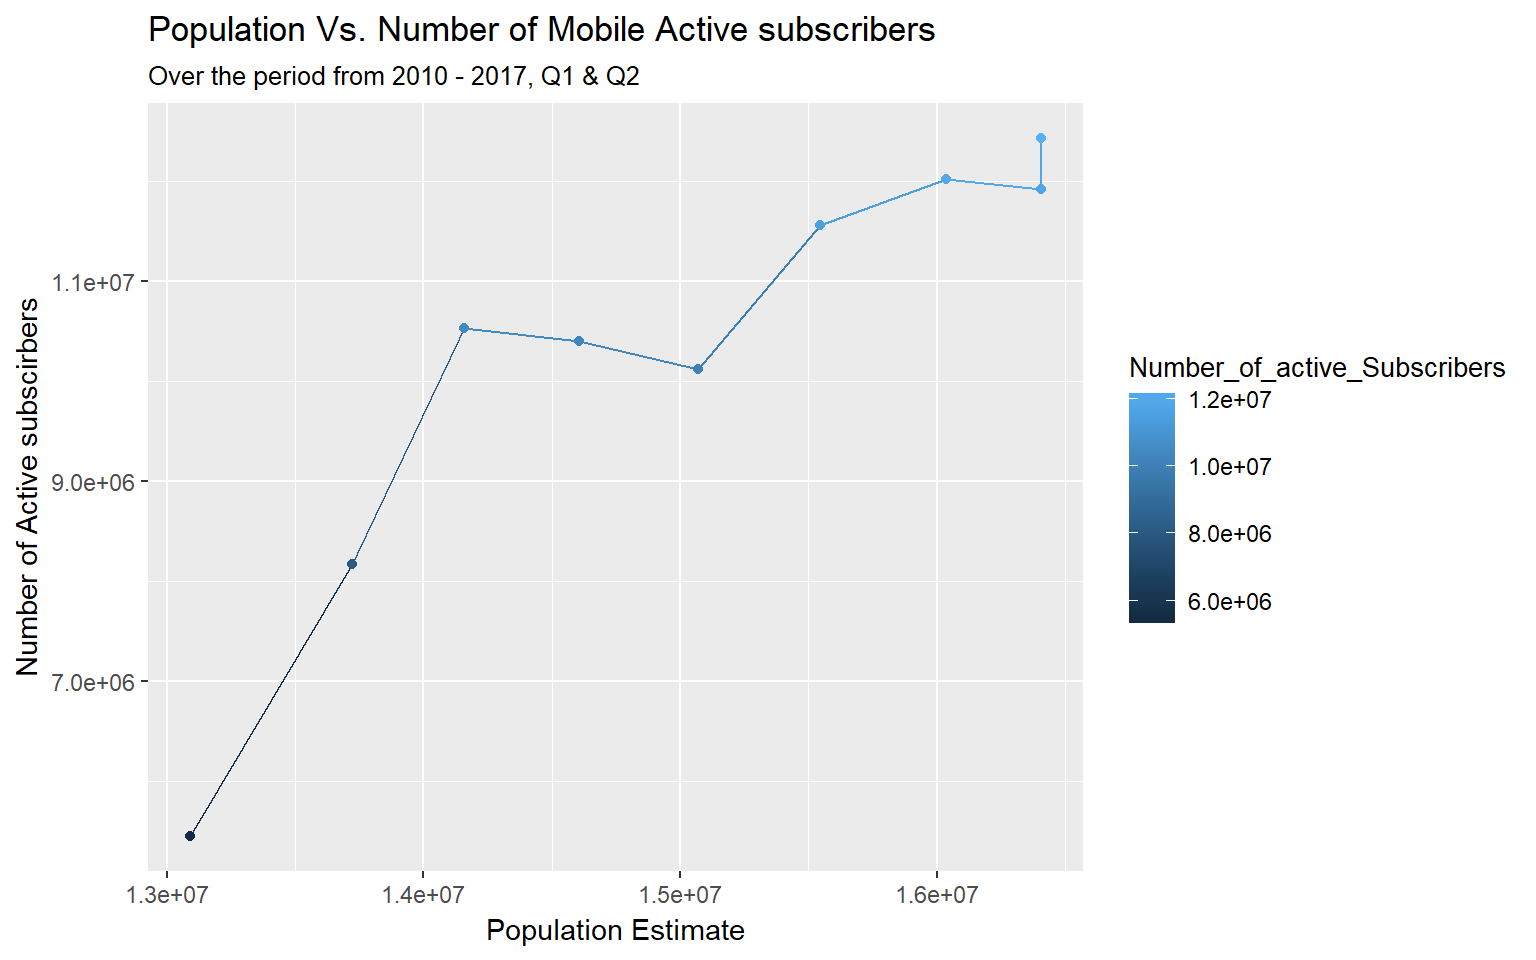 Population Vs. Number of Mobile Active subscribers
Over the period from 2010 - 2017, Q1 & Q2
Number of Active subscirbers
1.1e+07
9.0e+06
7.0e+06
1.3e+07
1.4e+07
1.5e+07
1.6e+07
Population Estimate
Number_of_active_Subscribers
1.2e+07
1.0e+07
8.0e+06
6.0e+06